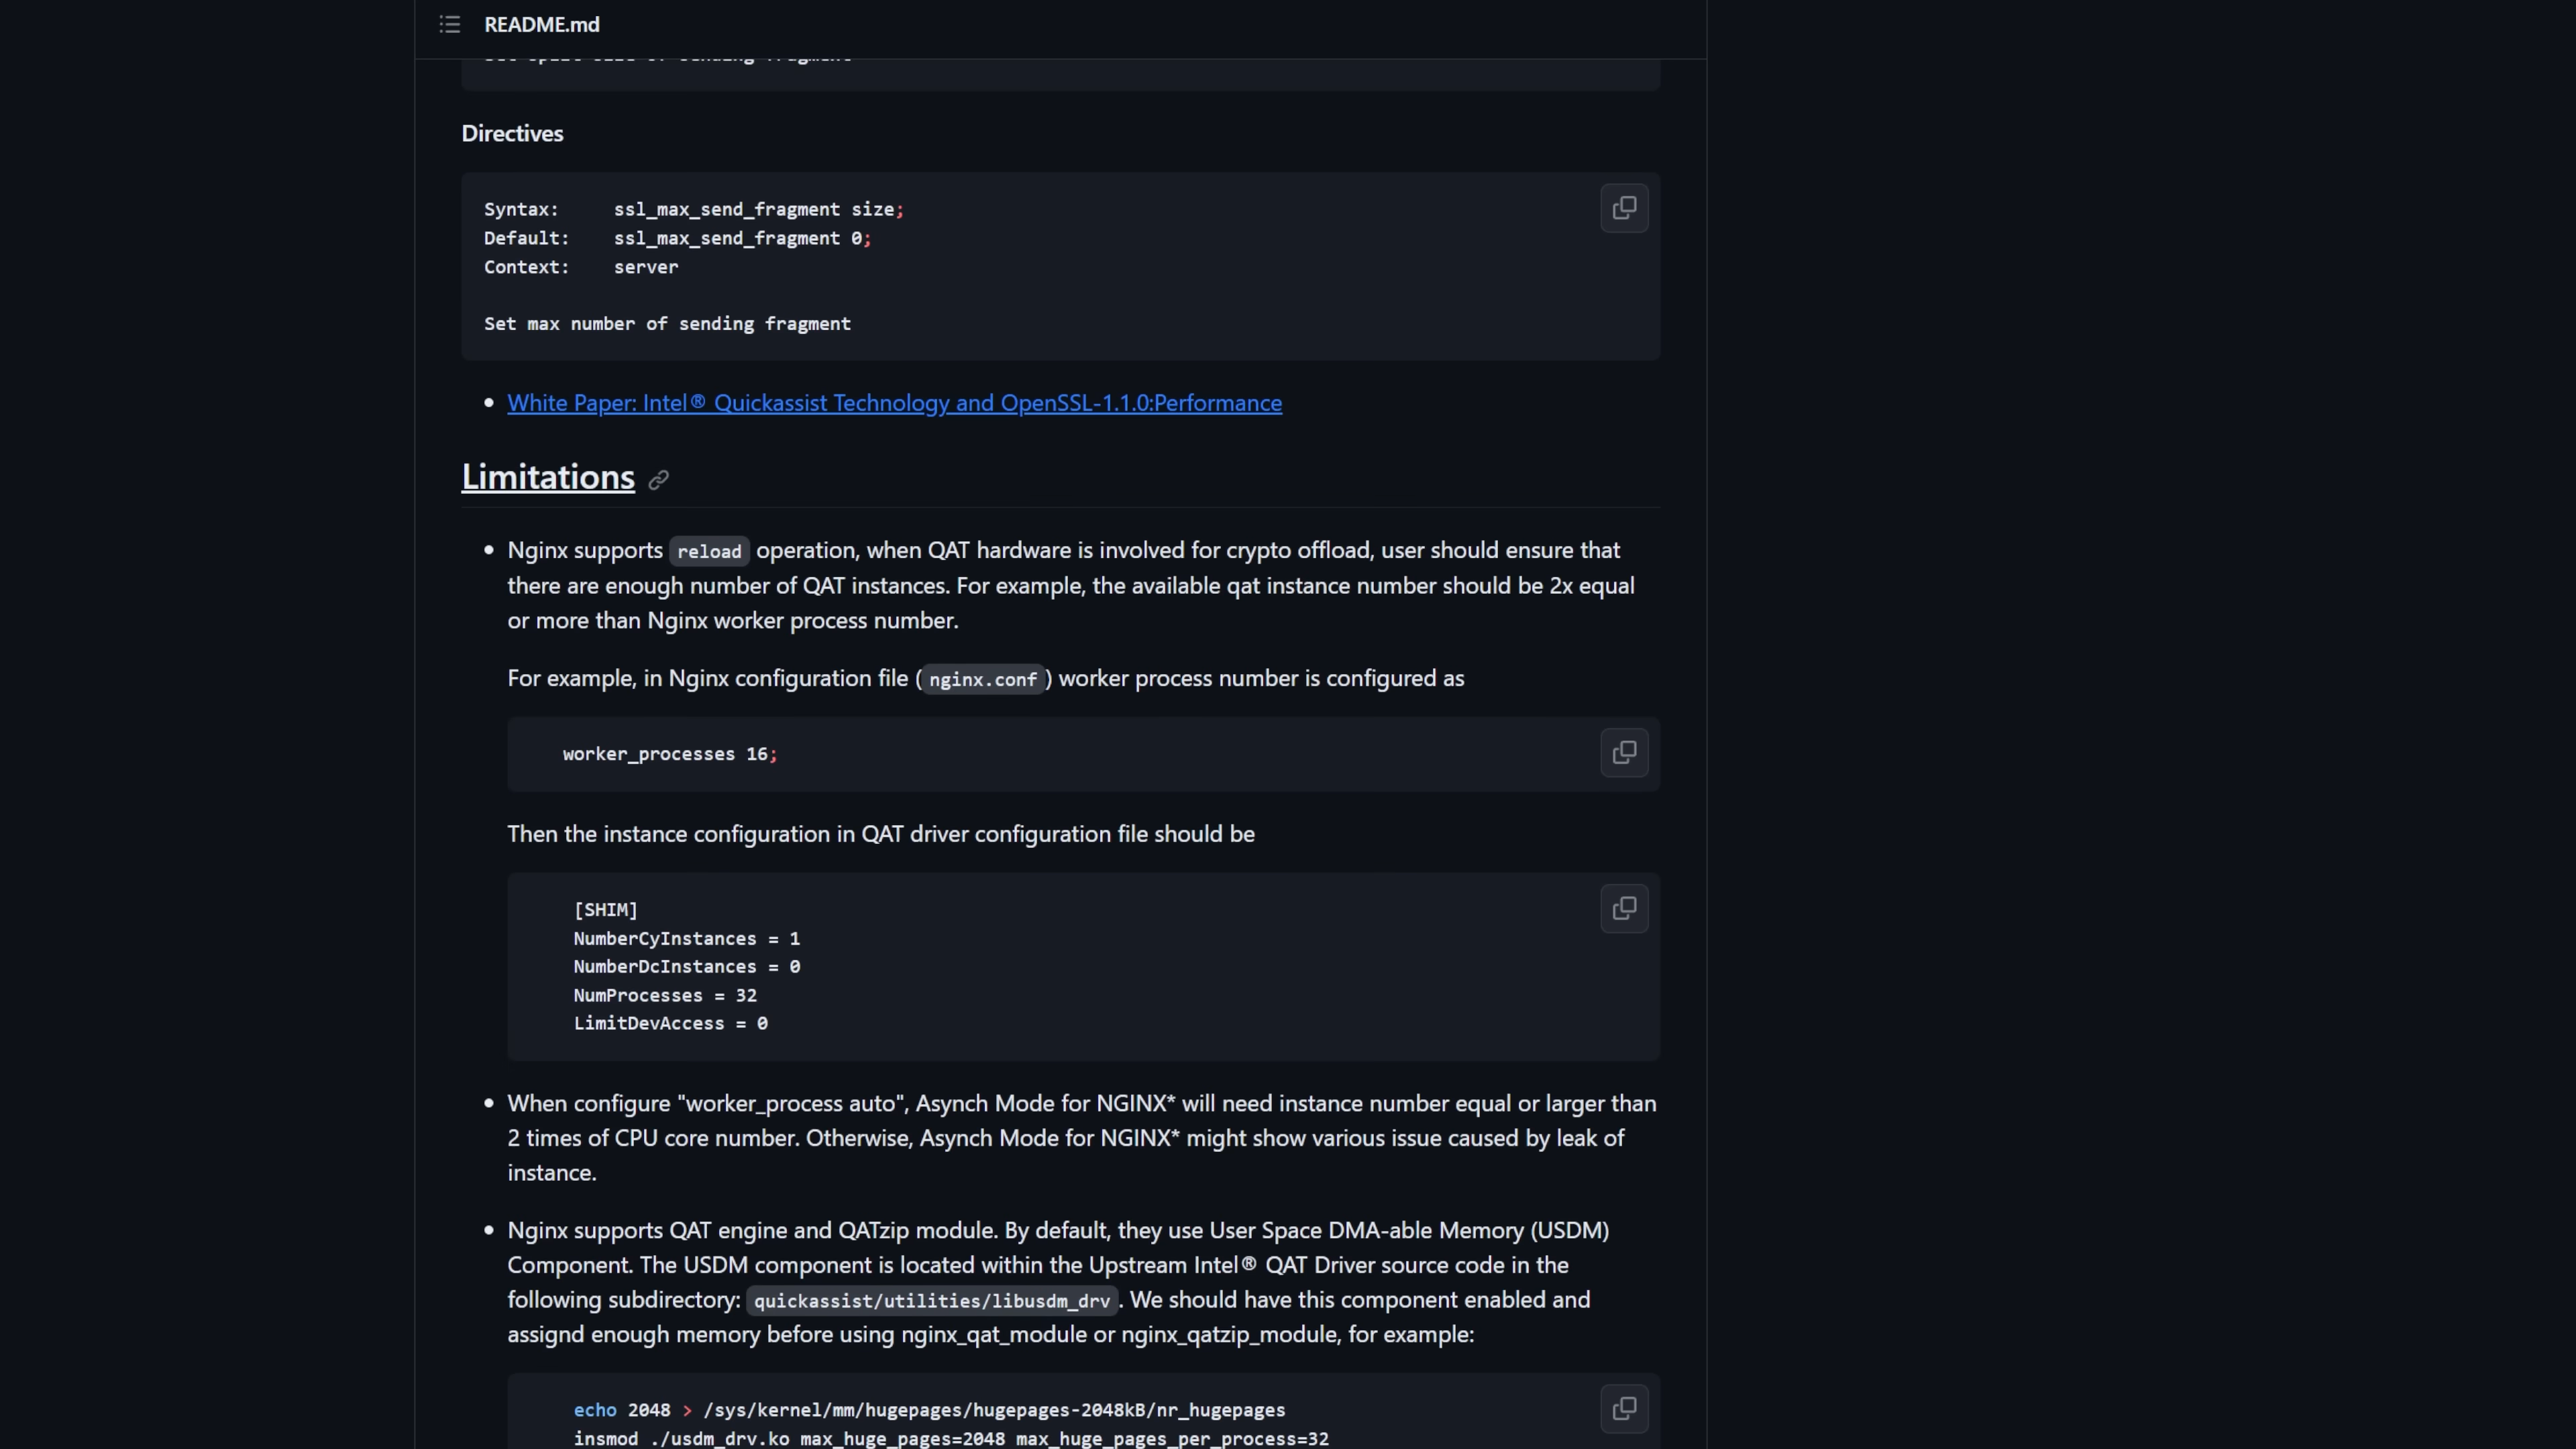 README.md
Directives
Syntax:     ssl_max_send_fragment size;
Default:    ssl_max_send_fragment 0;
Context:    server
Set max number of sending fragment
White Paper: Intel® Quickassist Technology and OpenSSL-1.1.0:Performance
Limitations
Nginx supports reload operation, when QAT hardware is involved for crypto offload, user should ensure that
there are enough number of QAT instances. For example, the available qat instance number should be 2x equal
or more than Nginx worker process number.
For example, in Nginx configuration file (nginx.conf) worker process number is configured as
worker_processes 16;
Then the instance configuration in QAT driver configuration file should be
[SHIM]
NumberCyInstances = 1
NumberDcInstances = 0
NumProcesses = 32
LimitDevAccess = 0
When configure "worker_process auto", Asynch Mode for NGINX* will need instance number equal or larger than
2 times of CPU core number. Otherwise, Asynch Mode for NGINX* might show various issue caused by leak of
instance.
Nginx supports QAT engine and QATzip module. By default, they use User Space DMA-able Memory (USDM)
Component. The USDM component is located within the Upstream Intel® QAT Driver source code in the
following subdirectory: quickassist/utilities/libusdm_drv. We should have this component enabled and
assignd enough memory before using nginx_qat_module or nginx_qatzip_module, for example:
echo 2048 > /sys/kernel/mm/hugepages/hugepages-2048kB/nr_hugepages
insmod ./usdm_drv.ko max_huge_pages=2048 max_huge_pages_per_process=32